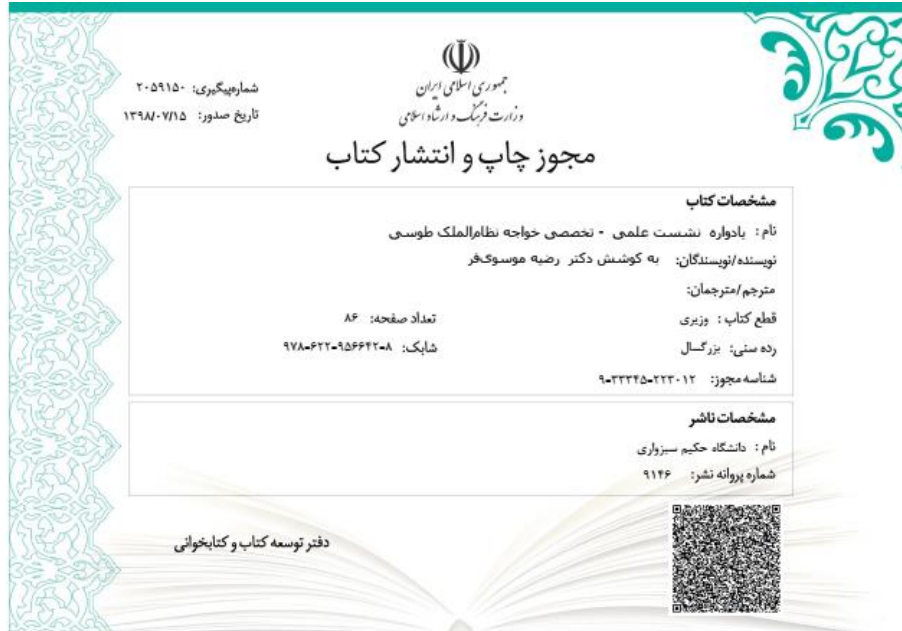 جمهوری اسلامی ایران
وزارت فرهنگ و ارشاد اسلامی
شماره‌پیگیری: ۲۰۵۹۱۵۰
تاریخ صدور: ۱۳۹۸/۰۷/۱۵
مجوز چاپ و انتشار کتاب
مشخصات کتاب
نام : یادواره نشست علمی - تخصصی خواجه نظام‌الملک طوسی
نویسنده/نویسندگان: به کوشش دکتر رضیه موسوی‌فر
مترجم/مترجمان:
قطع کتاب : وزیری تعداد صفحه: ۸۶
رده سنی: بزرگسال شابک: ۹۷۸-۶۲۲-۹۵۶۶۴۲-۸
شناسه مجوز: ۹-۳۳۳۴۵-۲۲۳۰۱۲
مشخصات ناشر
نام : دانشگاه حکیم سبزواری
شماره پروانه نشر: ۹۱۴۶
دفتر توسعه کتاب و کتابخوانی